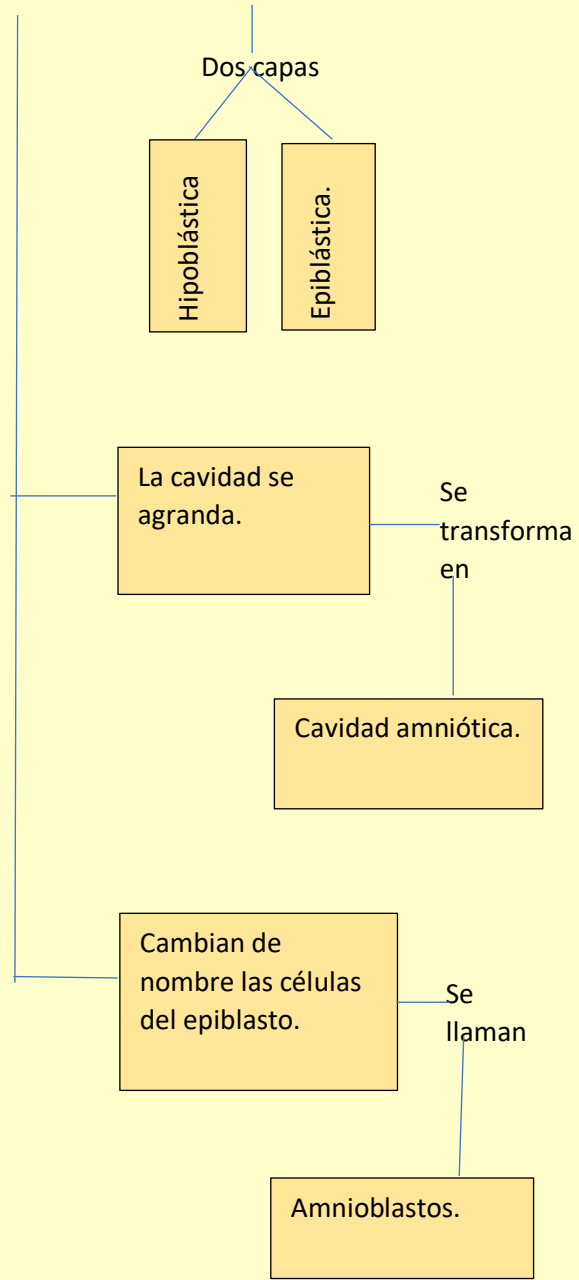 Dos capas
Hipoblástica
Epiblástica.
La cavidad se
agranda.
Se
transforma
en
Cavidad amniótica.
Cambian de
nombre las células
del epiblasto.
Se
llaman
Amnioblastos.